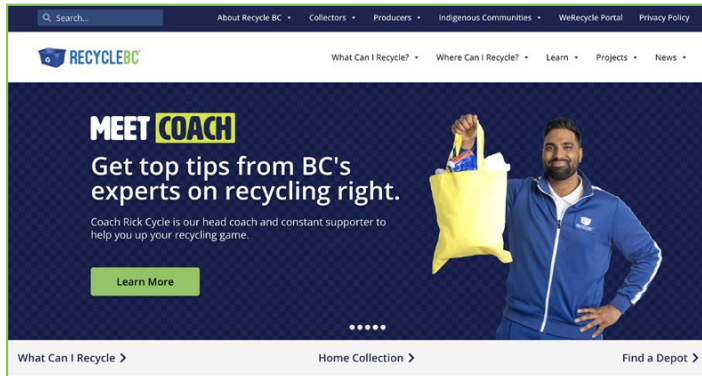 Search...
About Recycle BC
Collectors
Producers
Indigenous Communities
WeRecycle Portal
Privacy Policy
RECYCLEBC
What Can I Recycle?
Where Can I Recycle?
Learn
Projects
News
MEET COACH
Get top tips from BC's
experts on recycling right.
Coach Rick Cycle is our head coach and constant supporter to
help you up your recycling game.
Learn More
What Can I Recycle
Home Collection
Find a Depot